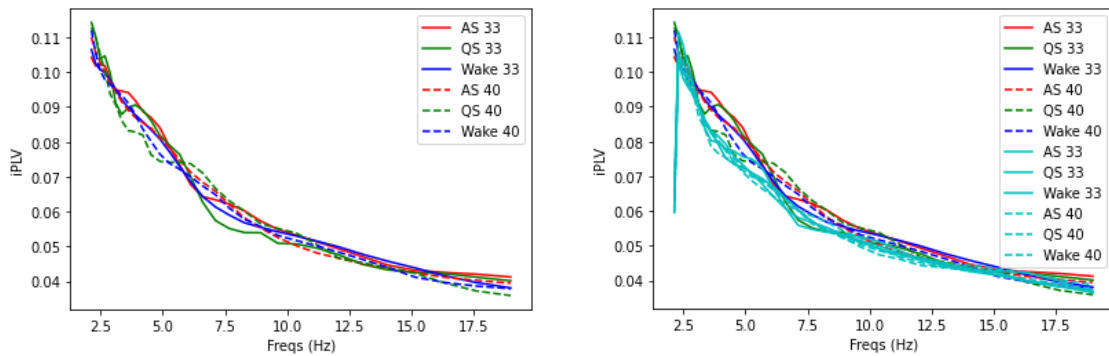 AS 33
QS 33
Wake 33
AS 40
QS 40
Wake 40
iPLV
0.11
0.10
0.09
0.08
0.07
0.06
0.05
0.04
2.5 5.0 7.5 10.0 12.5 15.0 17.5
Freqs (Hz)
AS 33
QS 33
Wake 33
AS 40
QS 40
Wake 40
AS 33
QS 33
Wake 33
AS 40
QS 40
Wake 40
iPLV
0.11
0.10
0.09
0.08
0.07
0.06
0.05
0.04
2.5 5.0 7.5 10.0 12.5 15.0 17.5
Freqs (Hz)